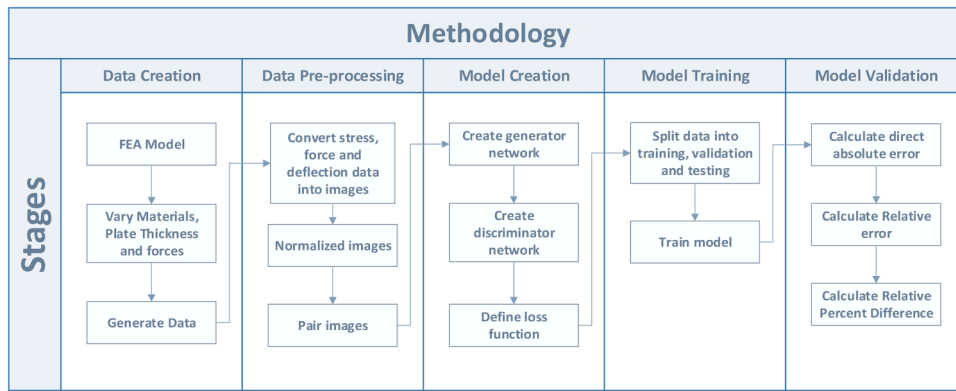 Methodology
Stages
Data Creation
Data Pre-processing
Model Creation
Model Training
Model Validation
FEA Model
Vary Materials,
Plate Thickness
and forces
Generate Data
Convert stress,
force and
deflection data
into images
Normalized images
Pair images
Create generator
network
Create
discriminator
network
Define loss
function
Split data into
training, validation
and testing
Train model
Calculate direct
absolute error
Calculate Relative
error
Calculate Relative
Percent Difference